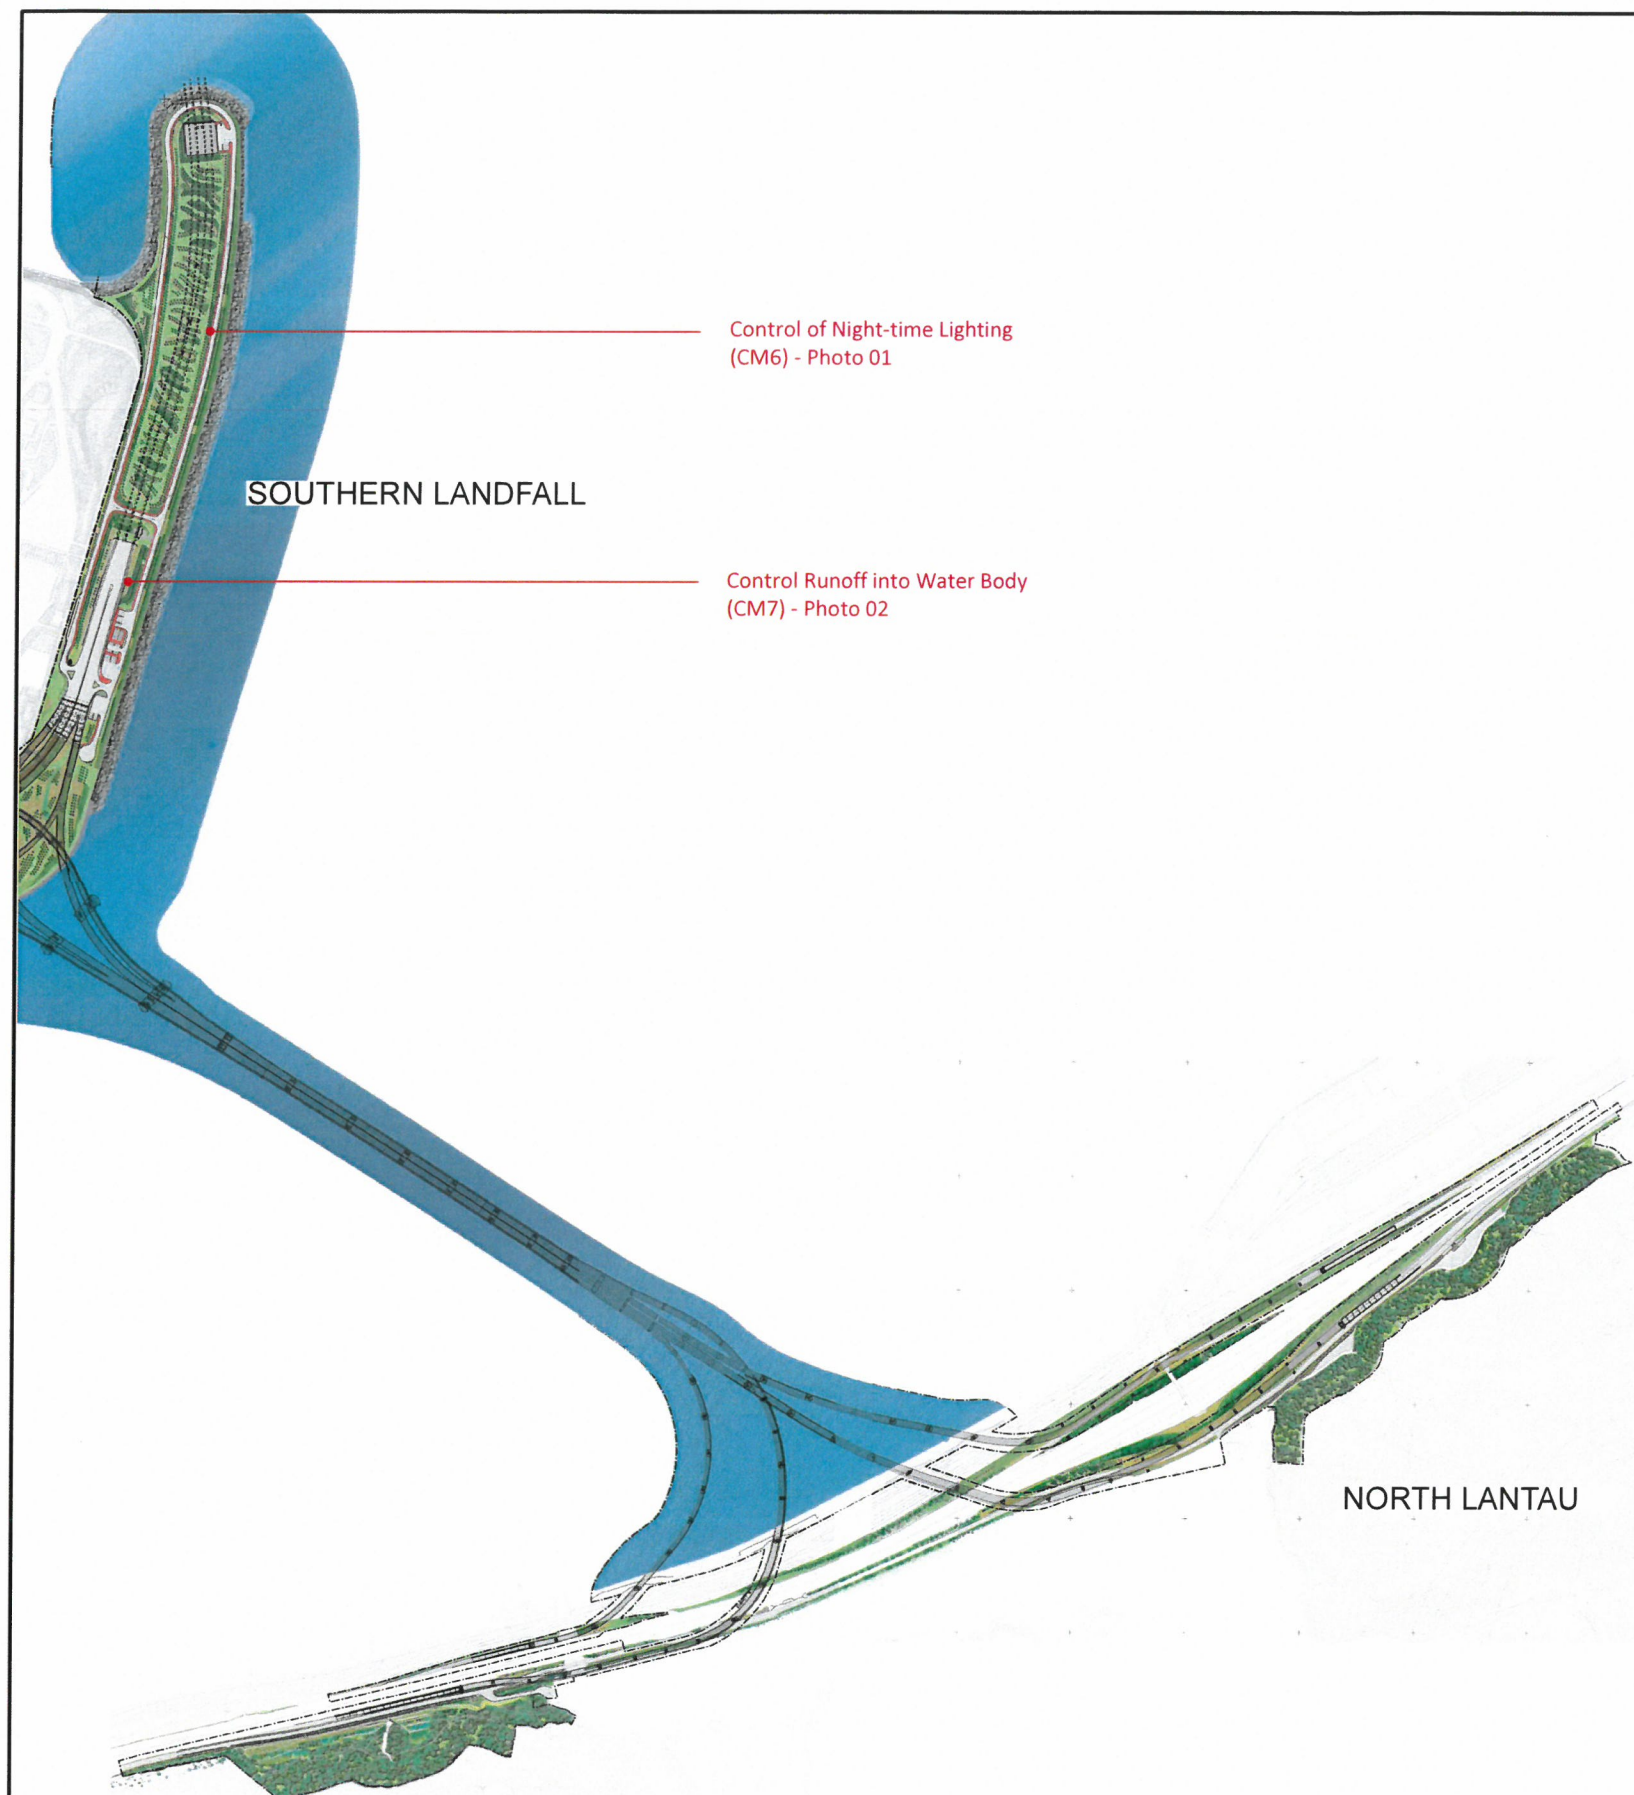 Control of Night-time Lighting
(CM6) - Photo 01
SOUTHERN LANDFALL
Control Runoff into Water Body
(CM7) - Photo 02
NORTH LANTAU